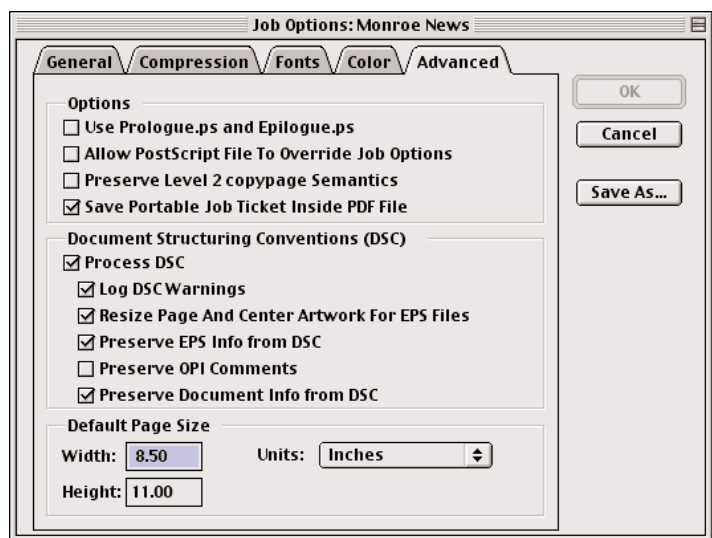 Job Options: Monroe News
General Compression Fonts Color Advanced
OK
Cancel
Save As...
Options
Use Prologue.ps and Epilogue.ps
Allow PostScript File To Override Job Options
Preserve Level 2 copypage Semantics
Save Portable Job Ticket Inside PDF File
Document Structuring Conventions (DSC)
Process DSC
Log DSC Warnings
Resize Page And Center Artwork For EPS Files
Preserve EPS Info from DSC
Preserve OPI Comments
Preserve Document Info from DSC
Default Page Size
Width: 8.50 Units: Inches
Height: 11.00